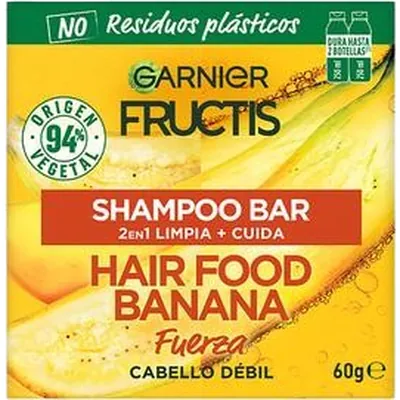 NO Residuos plásticos
DURA HASTA
2 BOTELLAS
GARNIER
FRUCTIS
ORIGEN
94%
VEGETAL
SHAMPOO BAR
2EN1 LIMPIA + CUIDA
HAIR FOOD
BANANA
Fuerza
CABELLO DÉBIL
60g e